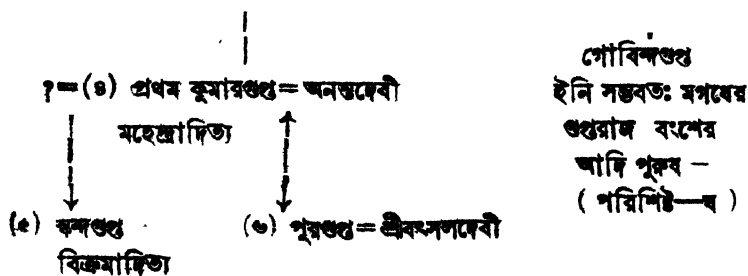 ?=(৪) প্রথম কুমারগুপ্ত=অনন্তদেবী
মহেন্দ্রাদিত্য
গোবিন্দগুপ্ত
ইনি সম্ভবতঃ মগধের
গুপ্তরাজ বংশের
আদি পুরুষ —
( পরিশিষ্ট—ঘ )
(৫) স্কন্দগুপ্ত
বিক্রমাদিত্য
(৬) পুরগুপ্ত=শ্রীবৎসলদেবী